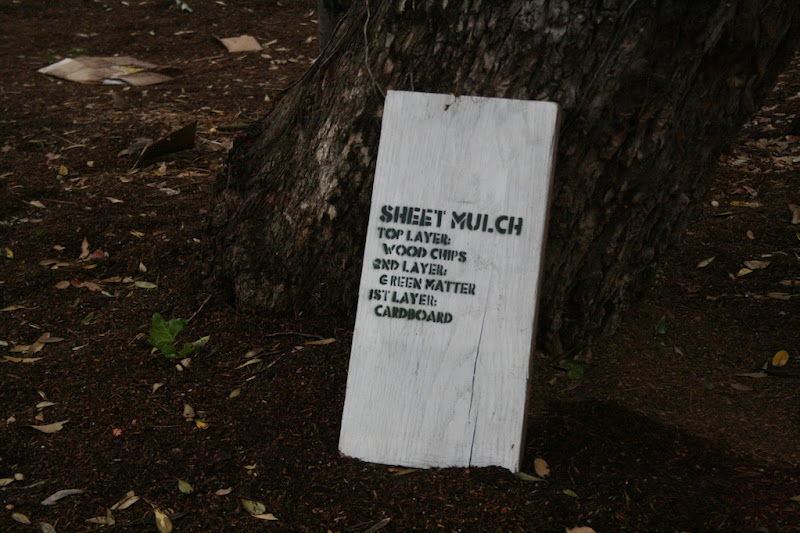 SHEET MULCH
TOP LAYER:
WOOD CHIPS
2ND LAYER:
GREEN MATTER
1ST LAYER:
CARDBOARD